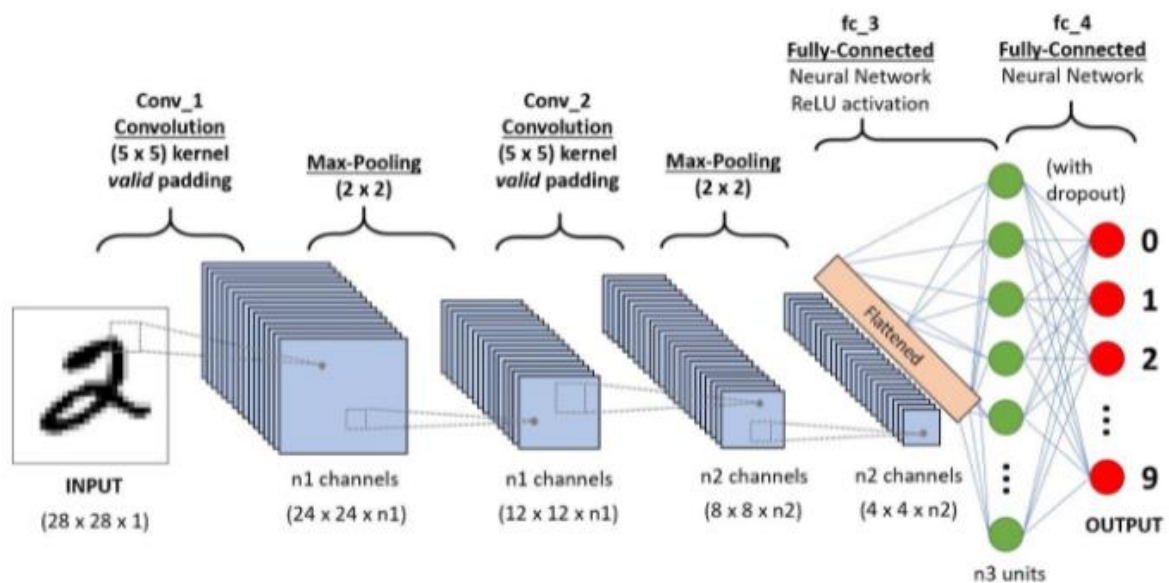 fc_3
Fully-Connected
Neural Network
ReLU activation
fc_4
Fully-Connected
Neural Network
Conv_1
Convolution
(5 x 5) kernel
valid padding
Max-Pooling
(2 x 2)
Conv_2
Convolution
(5 x 5) kernel
valid padding
Max-Pooling
(2 x 2)
(with
dropout)
Flattened
0
1
2
9
INPUT
(28 x 28 x 1)
n1 channels
(24 x 24 x n1)
n1 channels
(12 x 12 x n1)
n2 channels
(8 x 8 x n2)
n2 channels
(4 x 4 x n2)
OUTPUT
n3 units